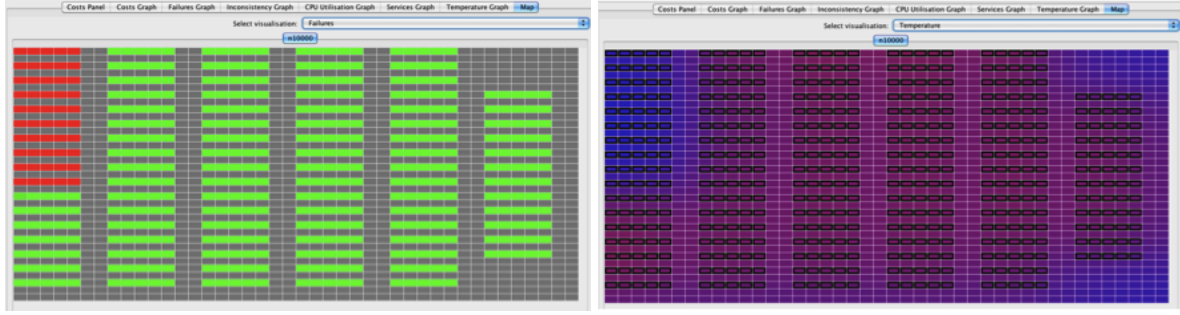 Costs Panel Costs Graph Failures Graph Inconsistency Graph CPU Utilisation Graph Services Graph Temperature Graph Map
Select visualisation: Failures
n10000
Costs Panel Costs Graph Failures Graph Inconsistency Graph CPU Utilisation Graph Services Graph Temperature Graph Map
Select visualisation: Temperature
n10000